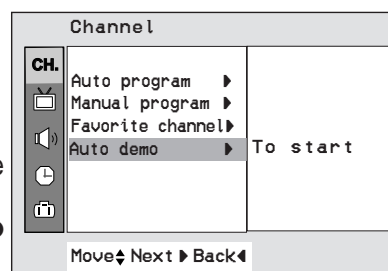 Channel
CH.
Auto program ▶
Manual program ▶
Favorite channel▶
Auto demo ▶ To start
Move▲▼ Next ▶ Back◀